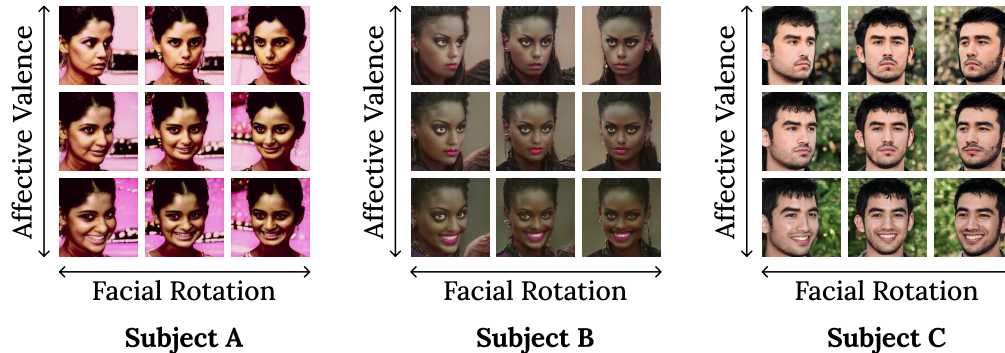 Affective Valence
Facial Rotation
Subject A
Affective Valence
Facial Rotation
Subject B
Affective Valence
Facial Rotation
Subject C